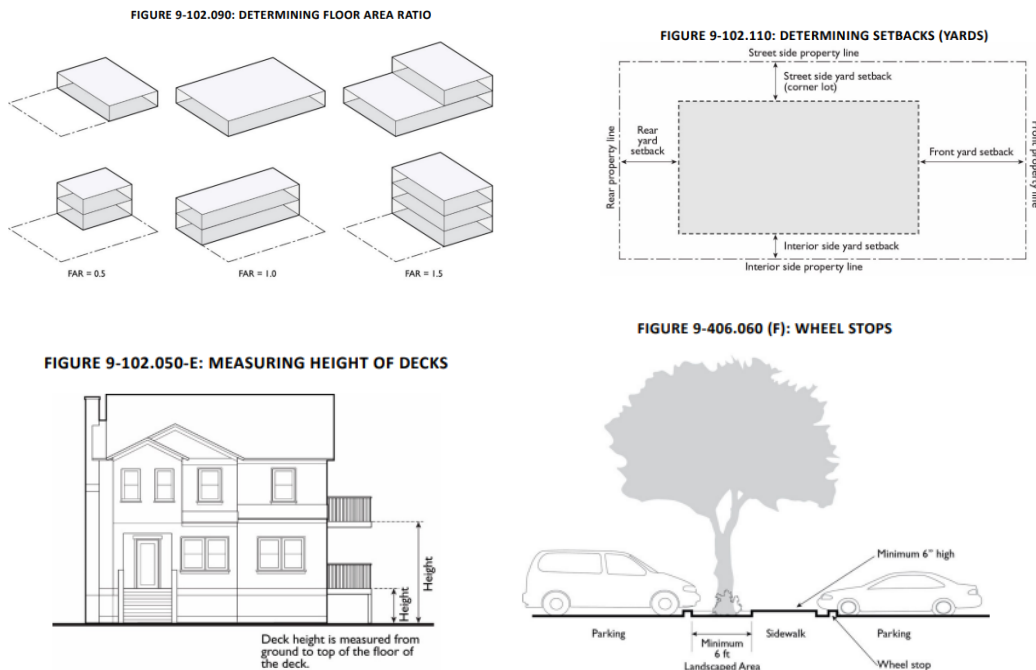 FIGURE 9-102.090: DETERMINING FLOOR AREA RATIO
FAR = 0.5
FAR = 1.0
FAR = 1.5
FIGURE 9-102.110: DETERMINING SETBACKS (YARDS)
Street side property line
Street side yard setback
(corner lot)
Rear property line
Rear
yard
setback
Front yard setback
Front property line
Interior side yard setback
Interior side property line
FIGURE 9-102.050-E: MEASURING HEIGHT OF DECKS
Height
Height
Deck height is measured from
ground to top of the floor of
the deck.
FIGURE 9-406.060 (F): WHEEL STOPS
Minimum 6" high
Parking
Minimum
6 ft
Landscaped Area
Sidewalk
Parking
Wheel stop